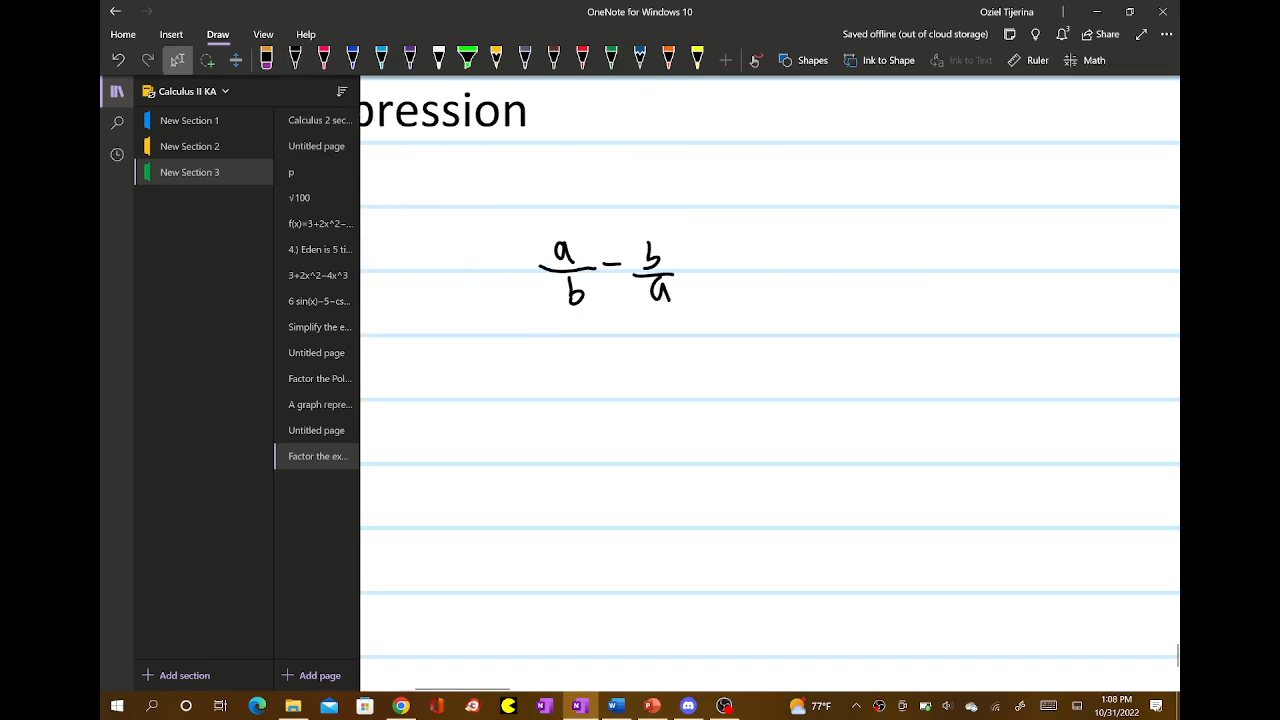 OneNote for Windows 10
Oziel Tijerina
Home Insert Draw View Help
Saved offline (out of cloud storage)
Share
Shapes Ink to Shape Ink to Text Ruler Math
Calculus II KA
New Section 1
New Section 2
New Section 3
Calculus 2 sec...
Untitled page
p
√100
f(x)=3+2x^2−...
4.) Eden is 5 ti...
3+2x^2−4x^3
6 sin(x)−5−cs...
Simplify the e...
Untitled page
Factor the Pol...
A graph repre...
Untitled page
Factor the ex...
Add section
Add page
pression
a/b − b/a
77°F
1:08 PM
10/31/2022